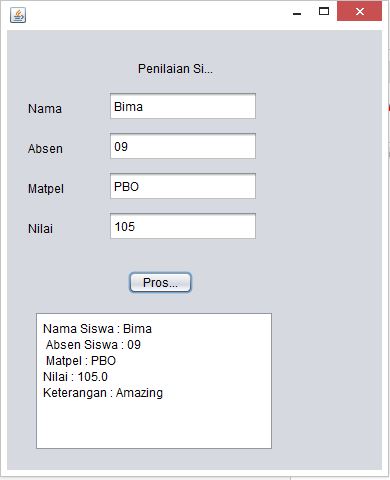 Penilaian Si...
Nama Bima
Absen 09
Matpel PBO
Nilai 105
Pros...
Nama Siswa : Bima
Absen Siswa : 09
Matpel : PBO
Nilai : 105.0
Keterangan : Amazing